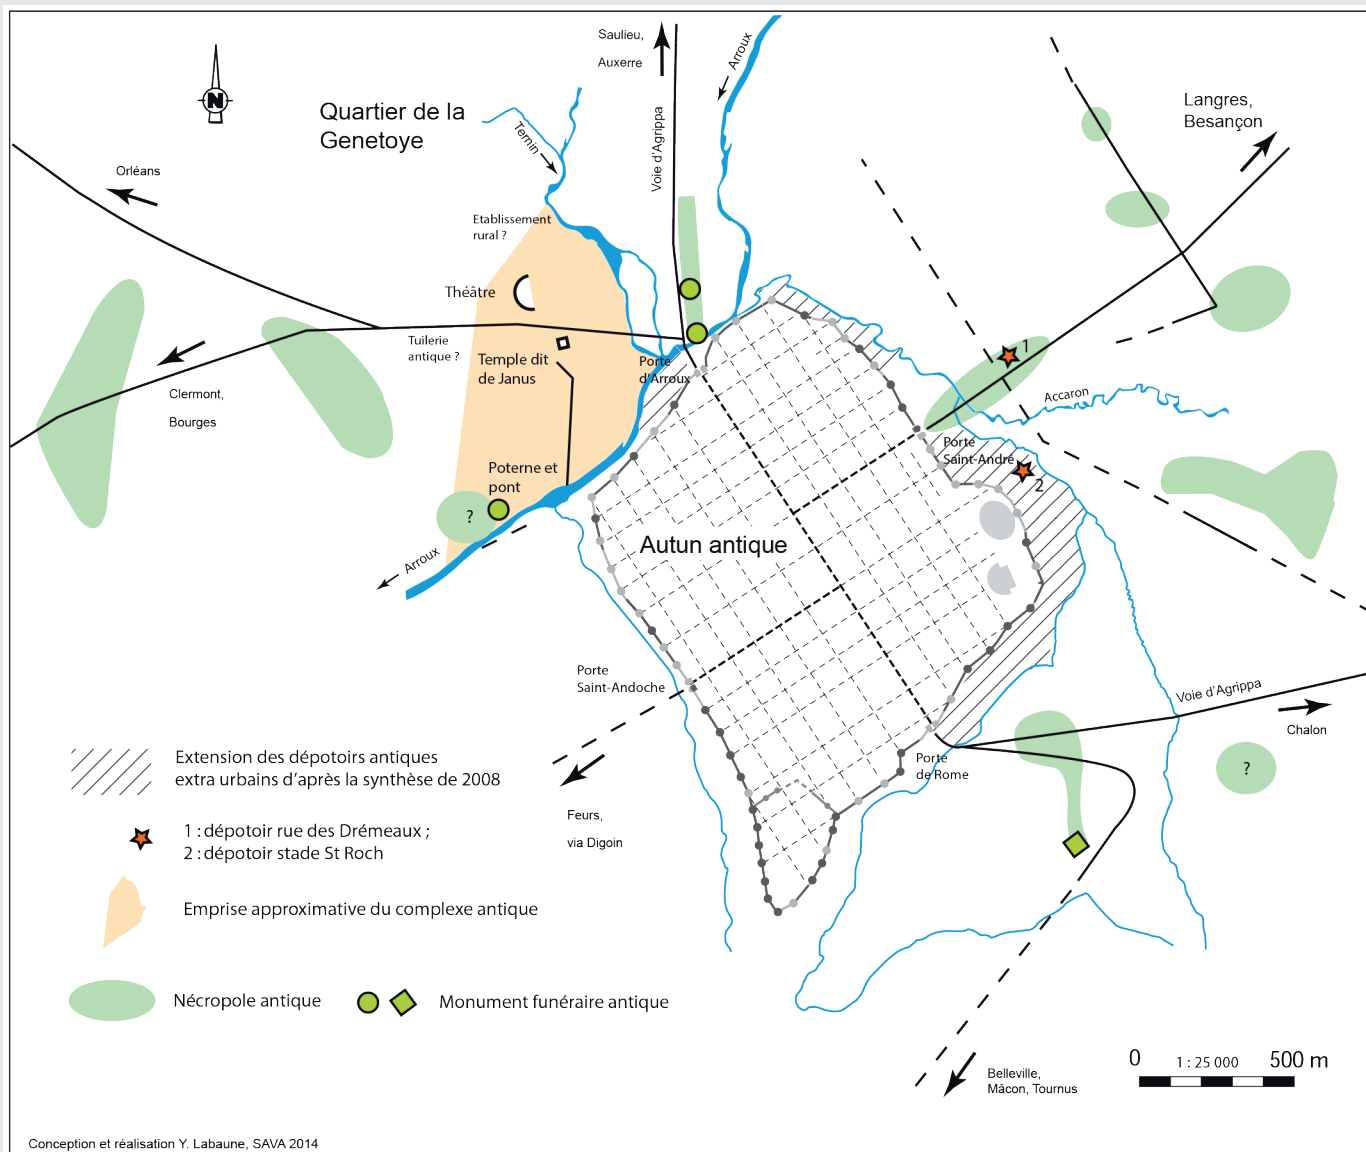 Saulieu,
Auxerre
Arroux
Voie d'Agrippa
Quartier de la
Genetoye
N
Ternin
Langres,
Besançon
Orléans
Etablissement
rural ?
Théâtre
Tuilerie
antique ?
Temple dit
de Janus
Porte
d'Arroux
1
Accaron
Clermont,
Bourges
Porte
Saint-André
2
Poterne et
pont
?
Arroux
Autun antique
Porte
Saint-Andoche
Voie d'Agrippa
Chalon
Porte
de Rome
?
Feurs,
via Digoin
Extension des dépotoirs antiques
extra urbains d'après la synthèse de 2008
1 : dépotoir rue des Drémeaux ;
2 : dépotoir stade St Roch
Emprise approximative du complexe antique
Nécropole antique
Monument funéraire antique
Belleville,
Mâcon, Tournus
0 1 : 25 000 500 m
Conception et réalisation Y. Labaune, SAVA 2014